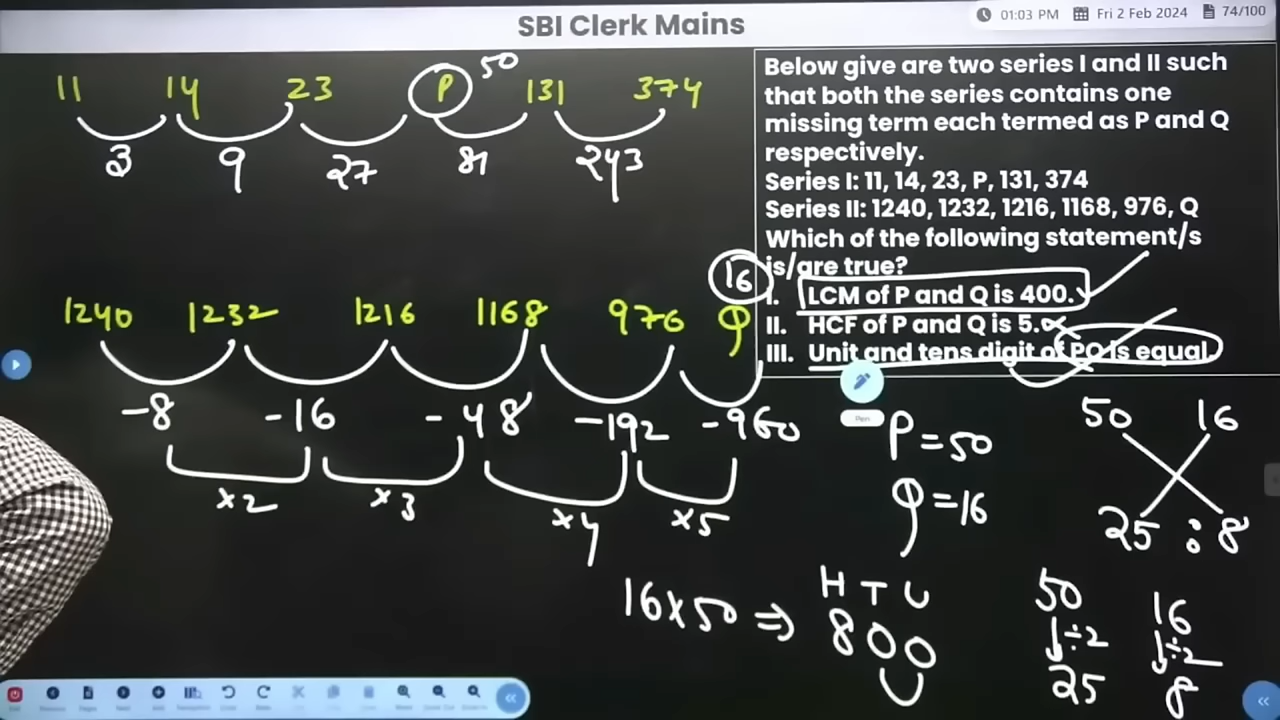 SBI Clerk Mains
01:03 PM Fri 2 Feb 2024 74/100
11 14 23 P 50 131 374
3 9 27 81 243
Below give are two series I and II such
that both the series contains one
missing term each termed as P and Q
respectively.
Series I: 11, 14, 23, P, 131, 374
Series II: 1240, 1232, 1216, 1168, 976, Q
Which of the following statement/s
is/are true?
I. LCM of P and Q is 400.
II. HCF of P and Q is 5.
III. Unit and tens digit of PQ is equal.
16
1240 1232 1216 1168 976 Q
-8 -16 -48 -192 -960
×2 ×3 ×4 ×5
Pen
P = 50
Q = 16
50 16
25 : 8
16×50 ⇒
H T U
8 0 0
50 16
÷2 ÷2
25 8